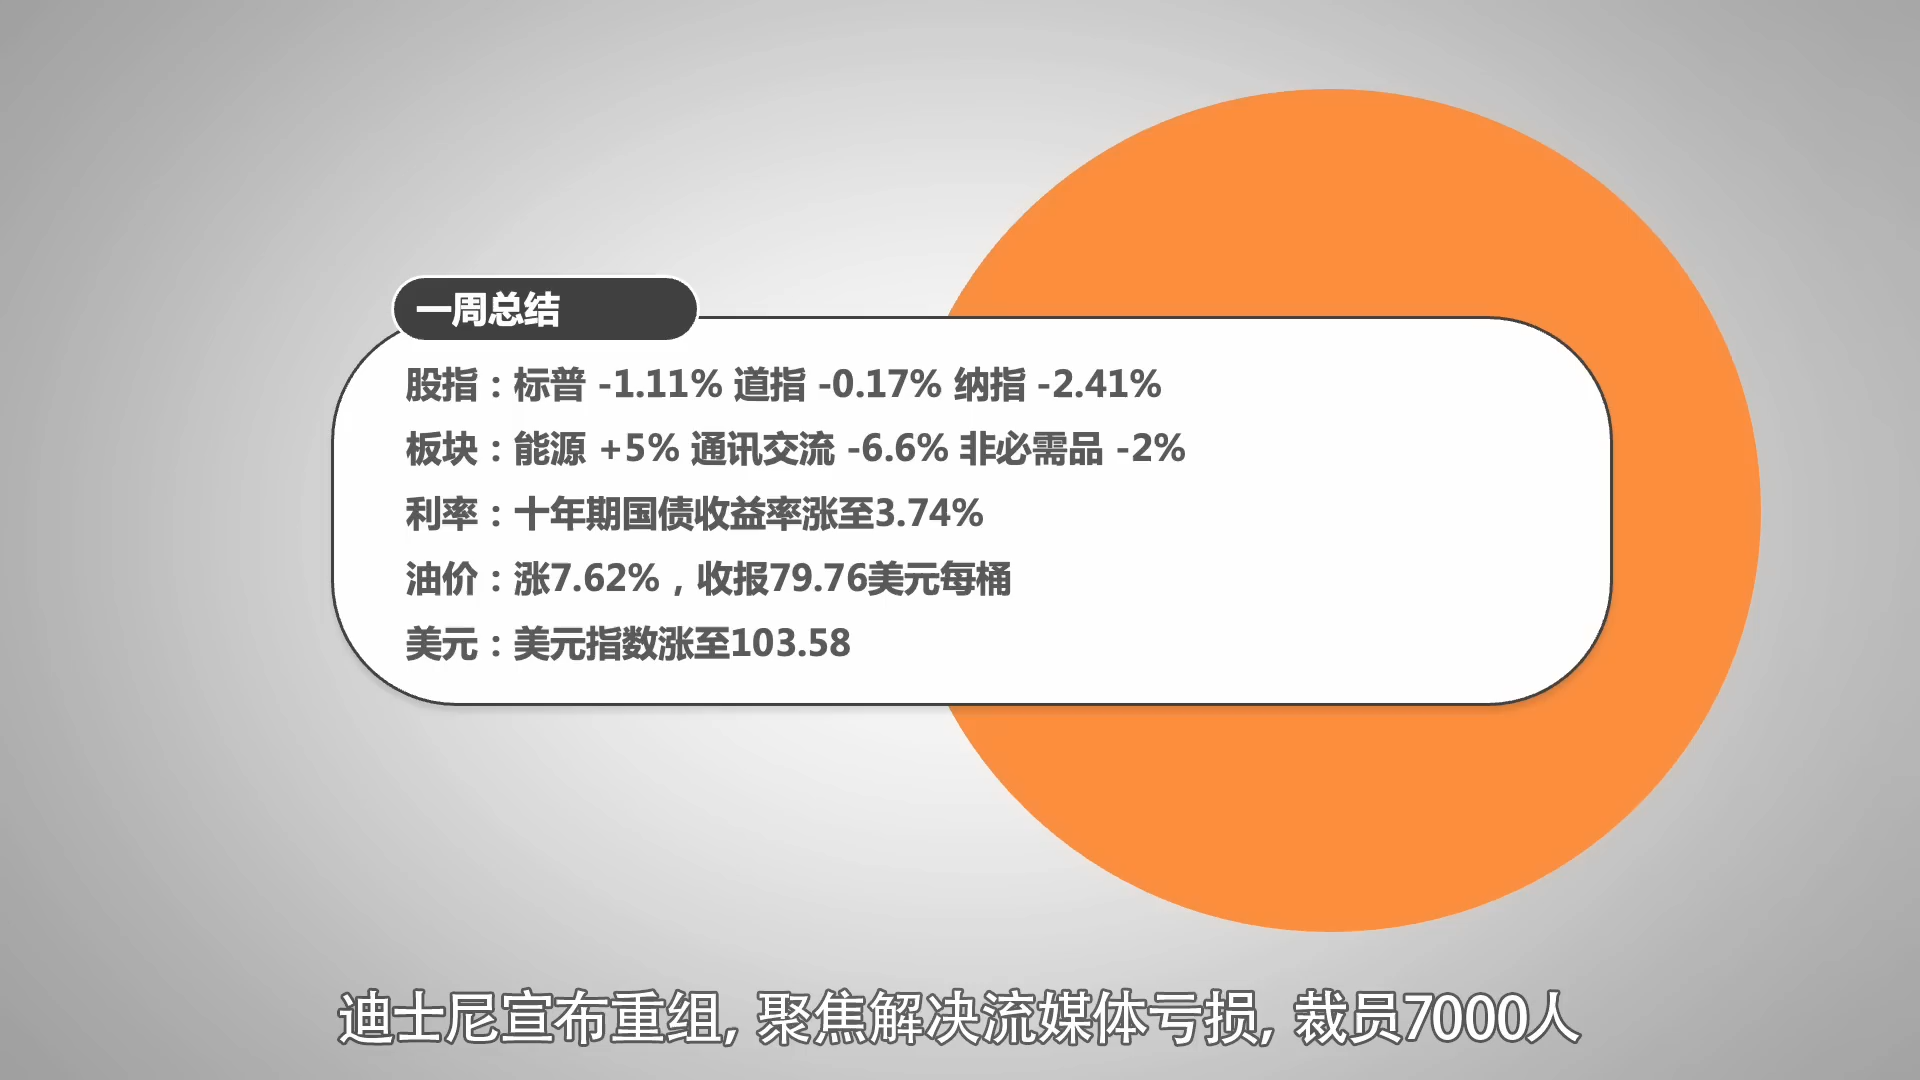 一周总结
股指：标普 -1.11% 道指 -0.17% 纳指 -2.41%
板块：能源 +5% 通讯交流 -6.6% 非必需品 -2%
利率：十年期国债收益率涨至3.74%
油价：涨7.62%，收报79.76美元每桶
美元：美元指数涨至103.58
迪士尼宣布重组, 聚焦解决流媒体亏损, 裁员7000人